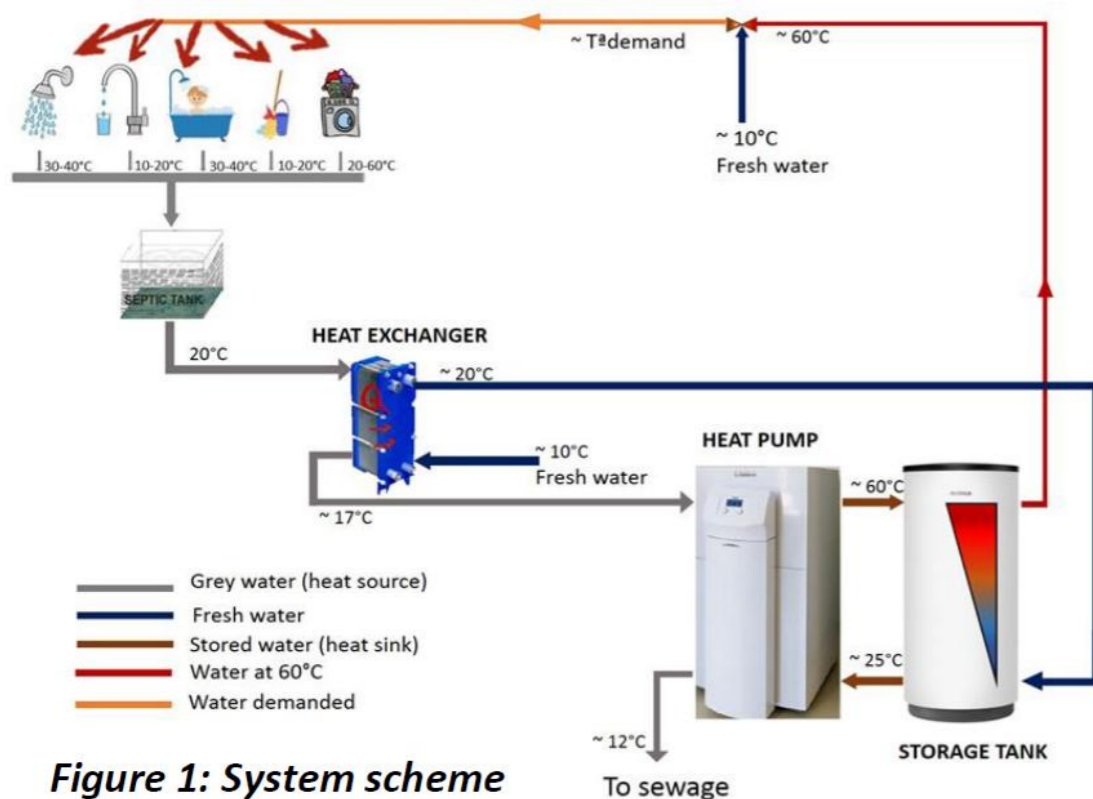 ~ Tªdemand
~ 60°C
~ 10°C
Fresh water
30-40°C
10-20°C
30-40°C
10-20°C
20-60°C
SEPTIC TANK
20°C
HEAT EXCHANGER
~ 20°C
~ 10°C
Fresh water
~ 17°C
HEAT PUMP
~ 60°C
~ 25°C
~ 12°C
To sewage
STORAGE TANK
Grey water (heat source)
Fresh water
Stored water (heat sink)
Water at 60°C
Water demanded
Figure 1: System scheme